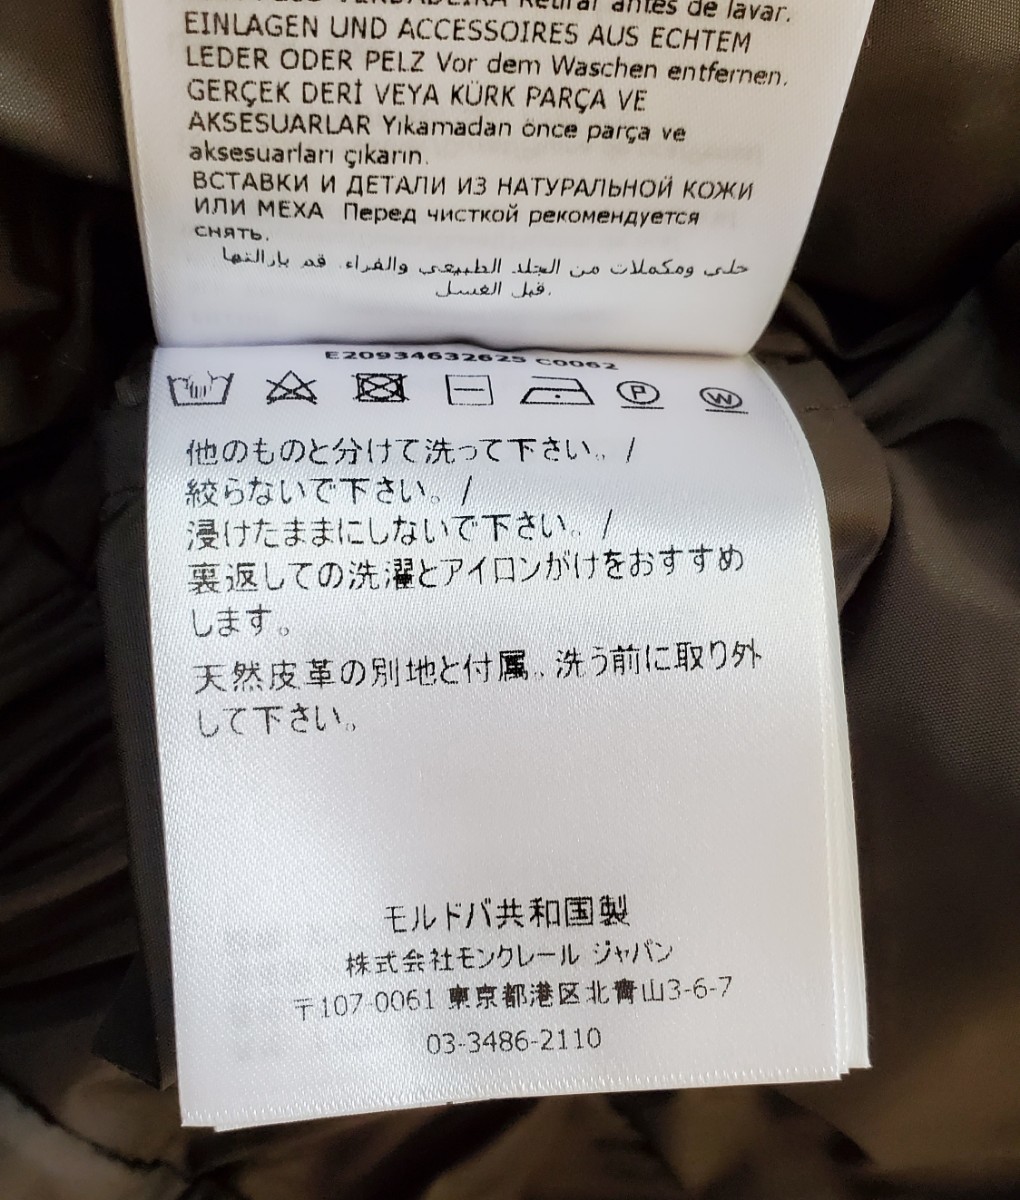 VERDADEIRA Retirar antes de lavar.
EINLAGEN UND ACCESSOIRES AUS ECHTEM
LEDER ODER PELZ Vor dem Waschen entfernen.
GERÇEK DERİ VEYA KÜRK PARÇA VE
AKSESUARLAR Yıkamadan önce parça ve
aksesuarları çıkarın.
ВСТАВКИ И ДЕТАЛИ ИЗ НАТУРАЛЬНОЙ КОЖИ
ИЛИ МЕХА Перед чисткой рекомендуется
снять.
حلى ومكملات من الجلد الطبيعي والفراء. قم بإزالتها
قبل الغسل.
E20934632625 C0062
P W
他のものと分けて洗って下さい。/
絞らないで下さい。/
浸けたままにしないで下さい。/
裏返しての洗濯とアイロンがけをおすすめ
します。
天然皮革の別地と付属、洗う前に取り外
して下さい。
モルドバ共和国製
株式会社モンクレール ジャパン
〒107-0061 東京都港区北青山3-6-7
03-3486-2110